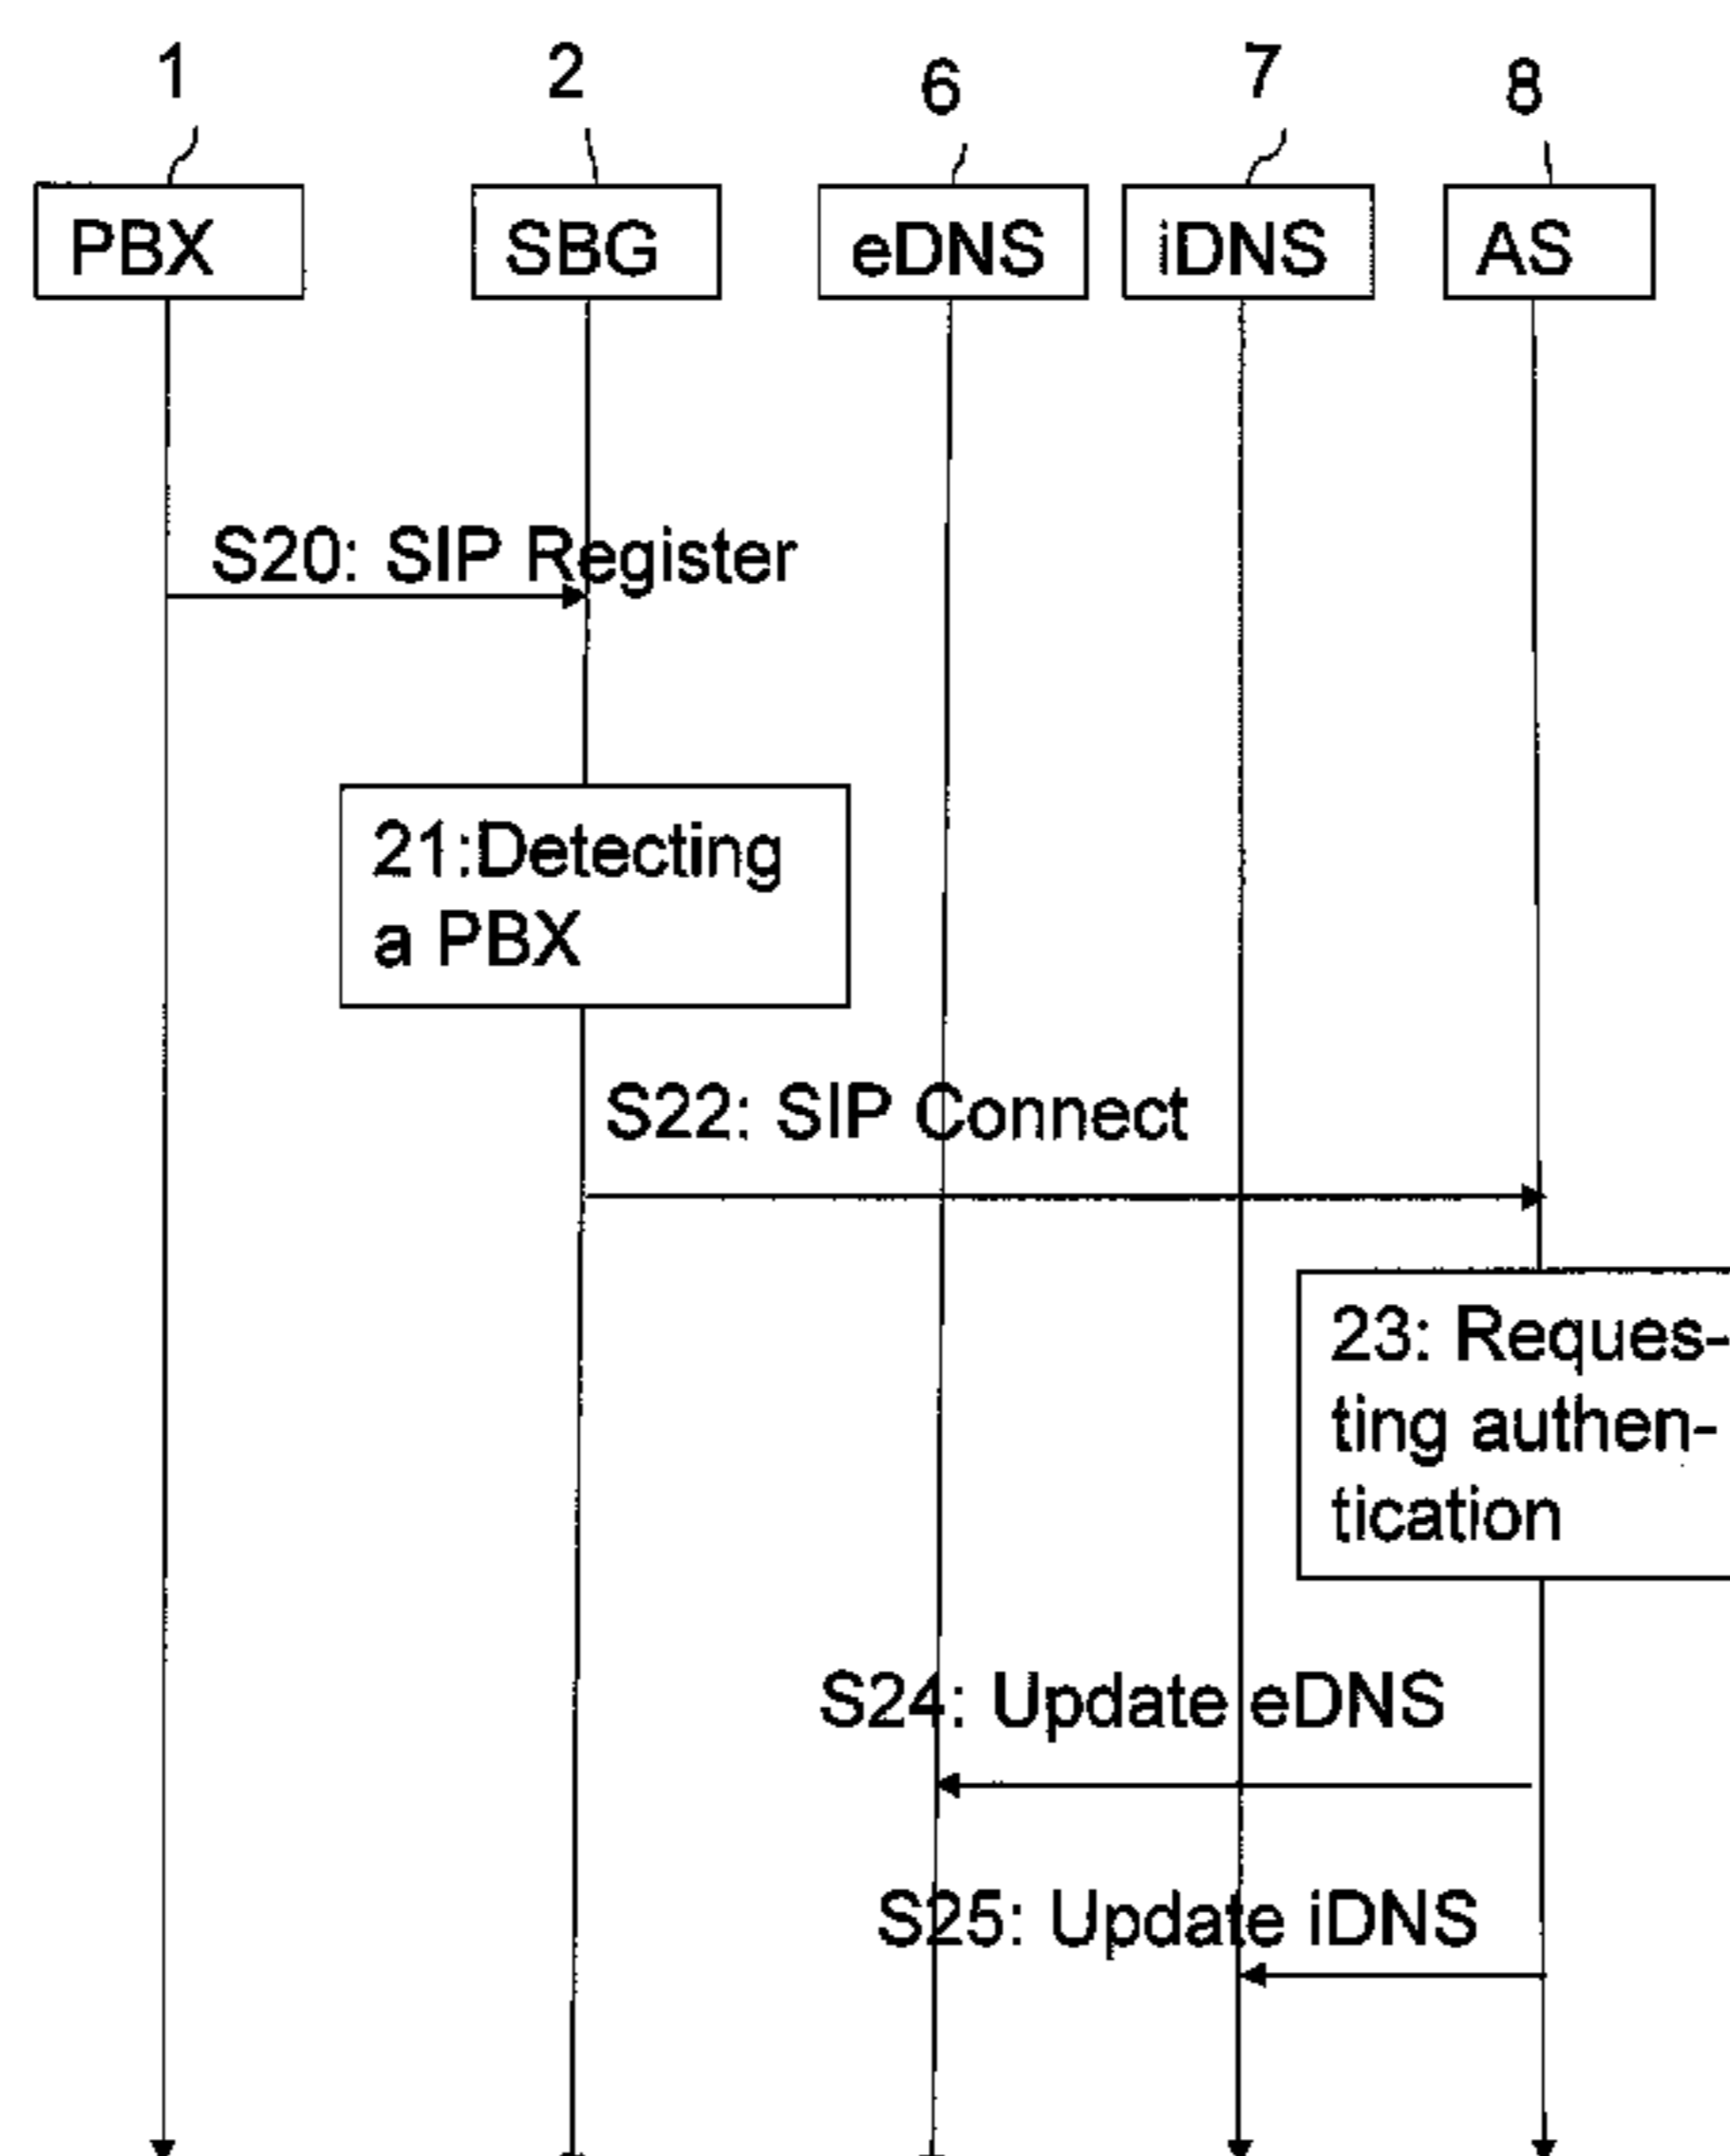 1 2 6 7 8
PBX SBG eDNS iDNS AS
S20: SIP Register
21:Detecting
a PBX
S22: SIP Connect
23: Reques-
ting authen-
tication
S24: Update eDNS
S25: Update iDNS